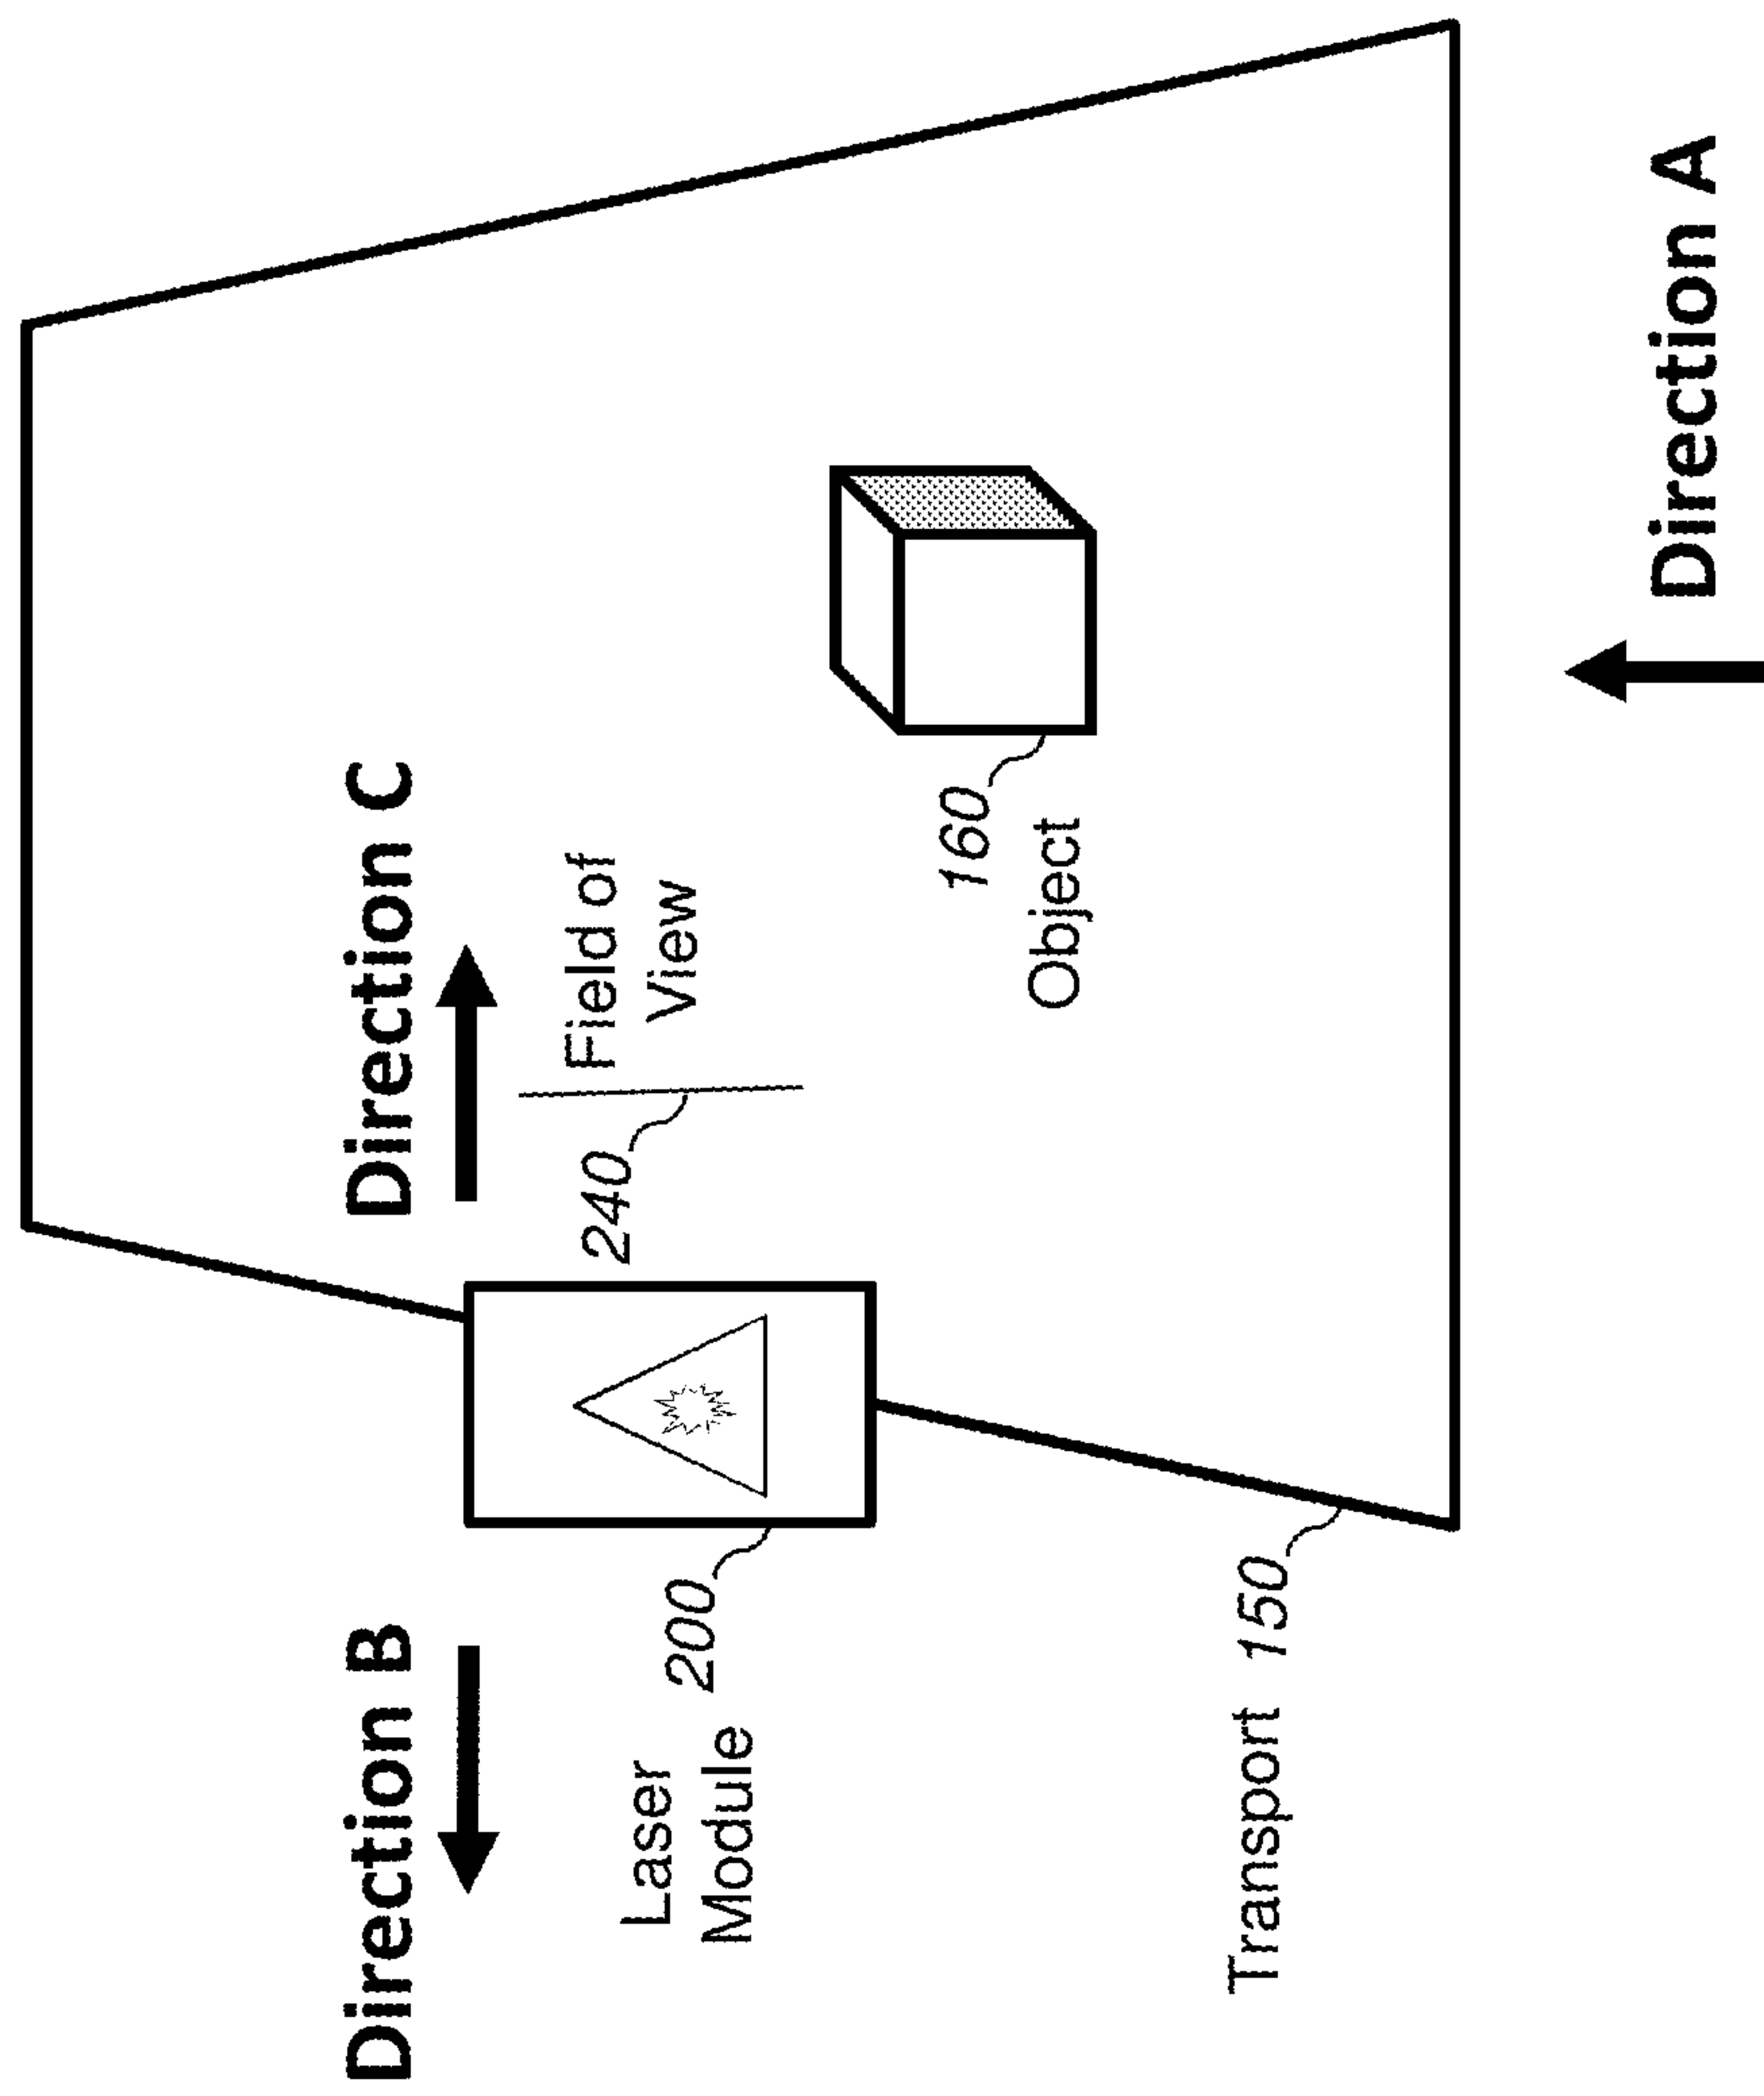 Direction B
Direction C
Laser
Module 200
240 Field of
View
160
Object
Transport 150
Direction A